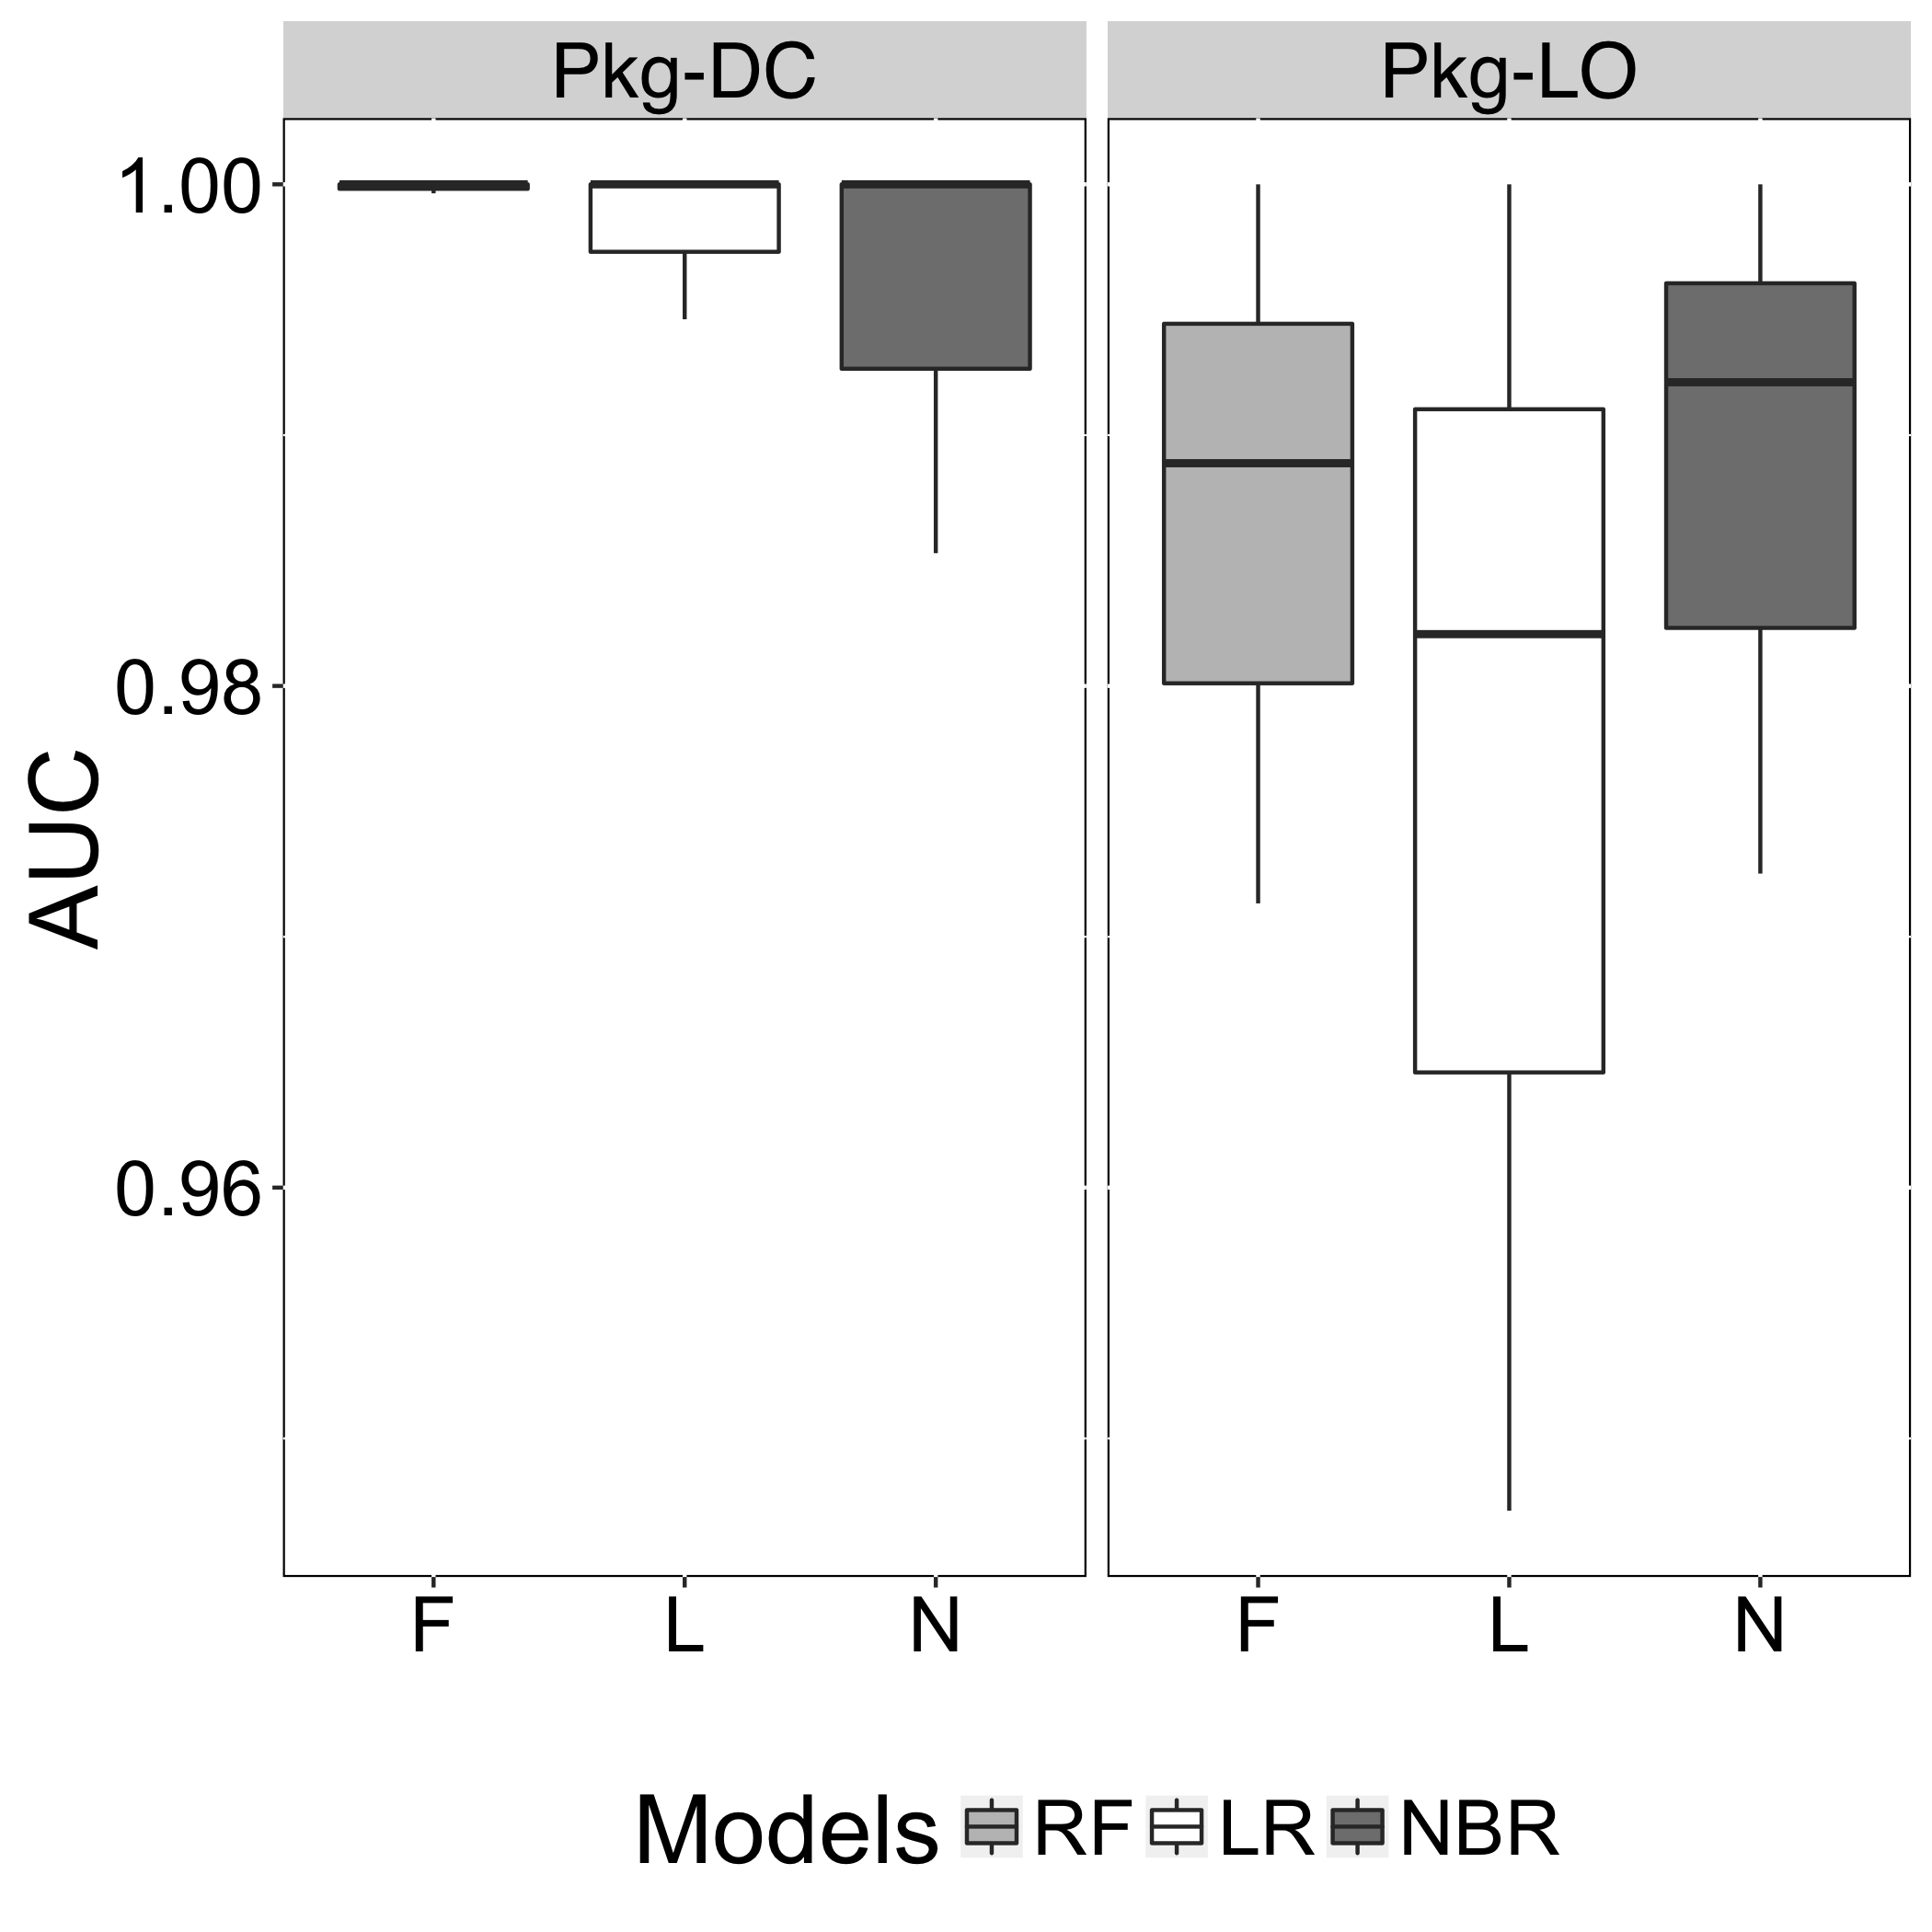 Pkg-DC Pkg-LO
1.00
0.98
0.96
AUC
F L N F L N
Models RF LR NBR